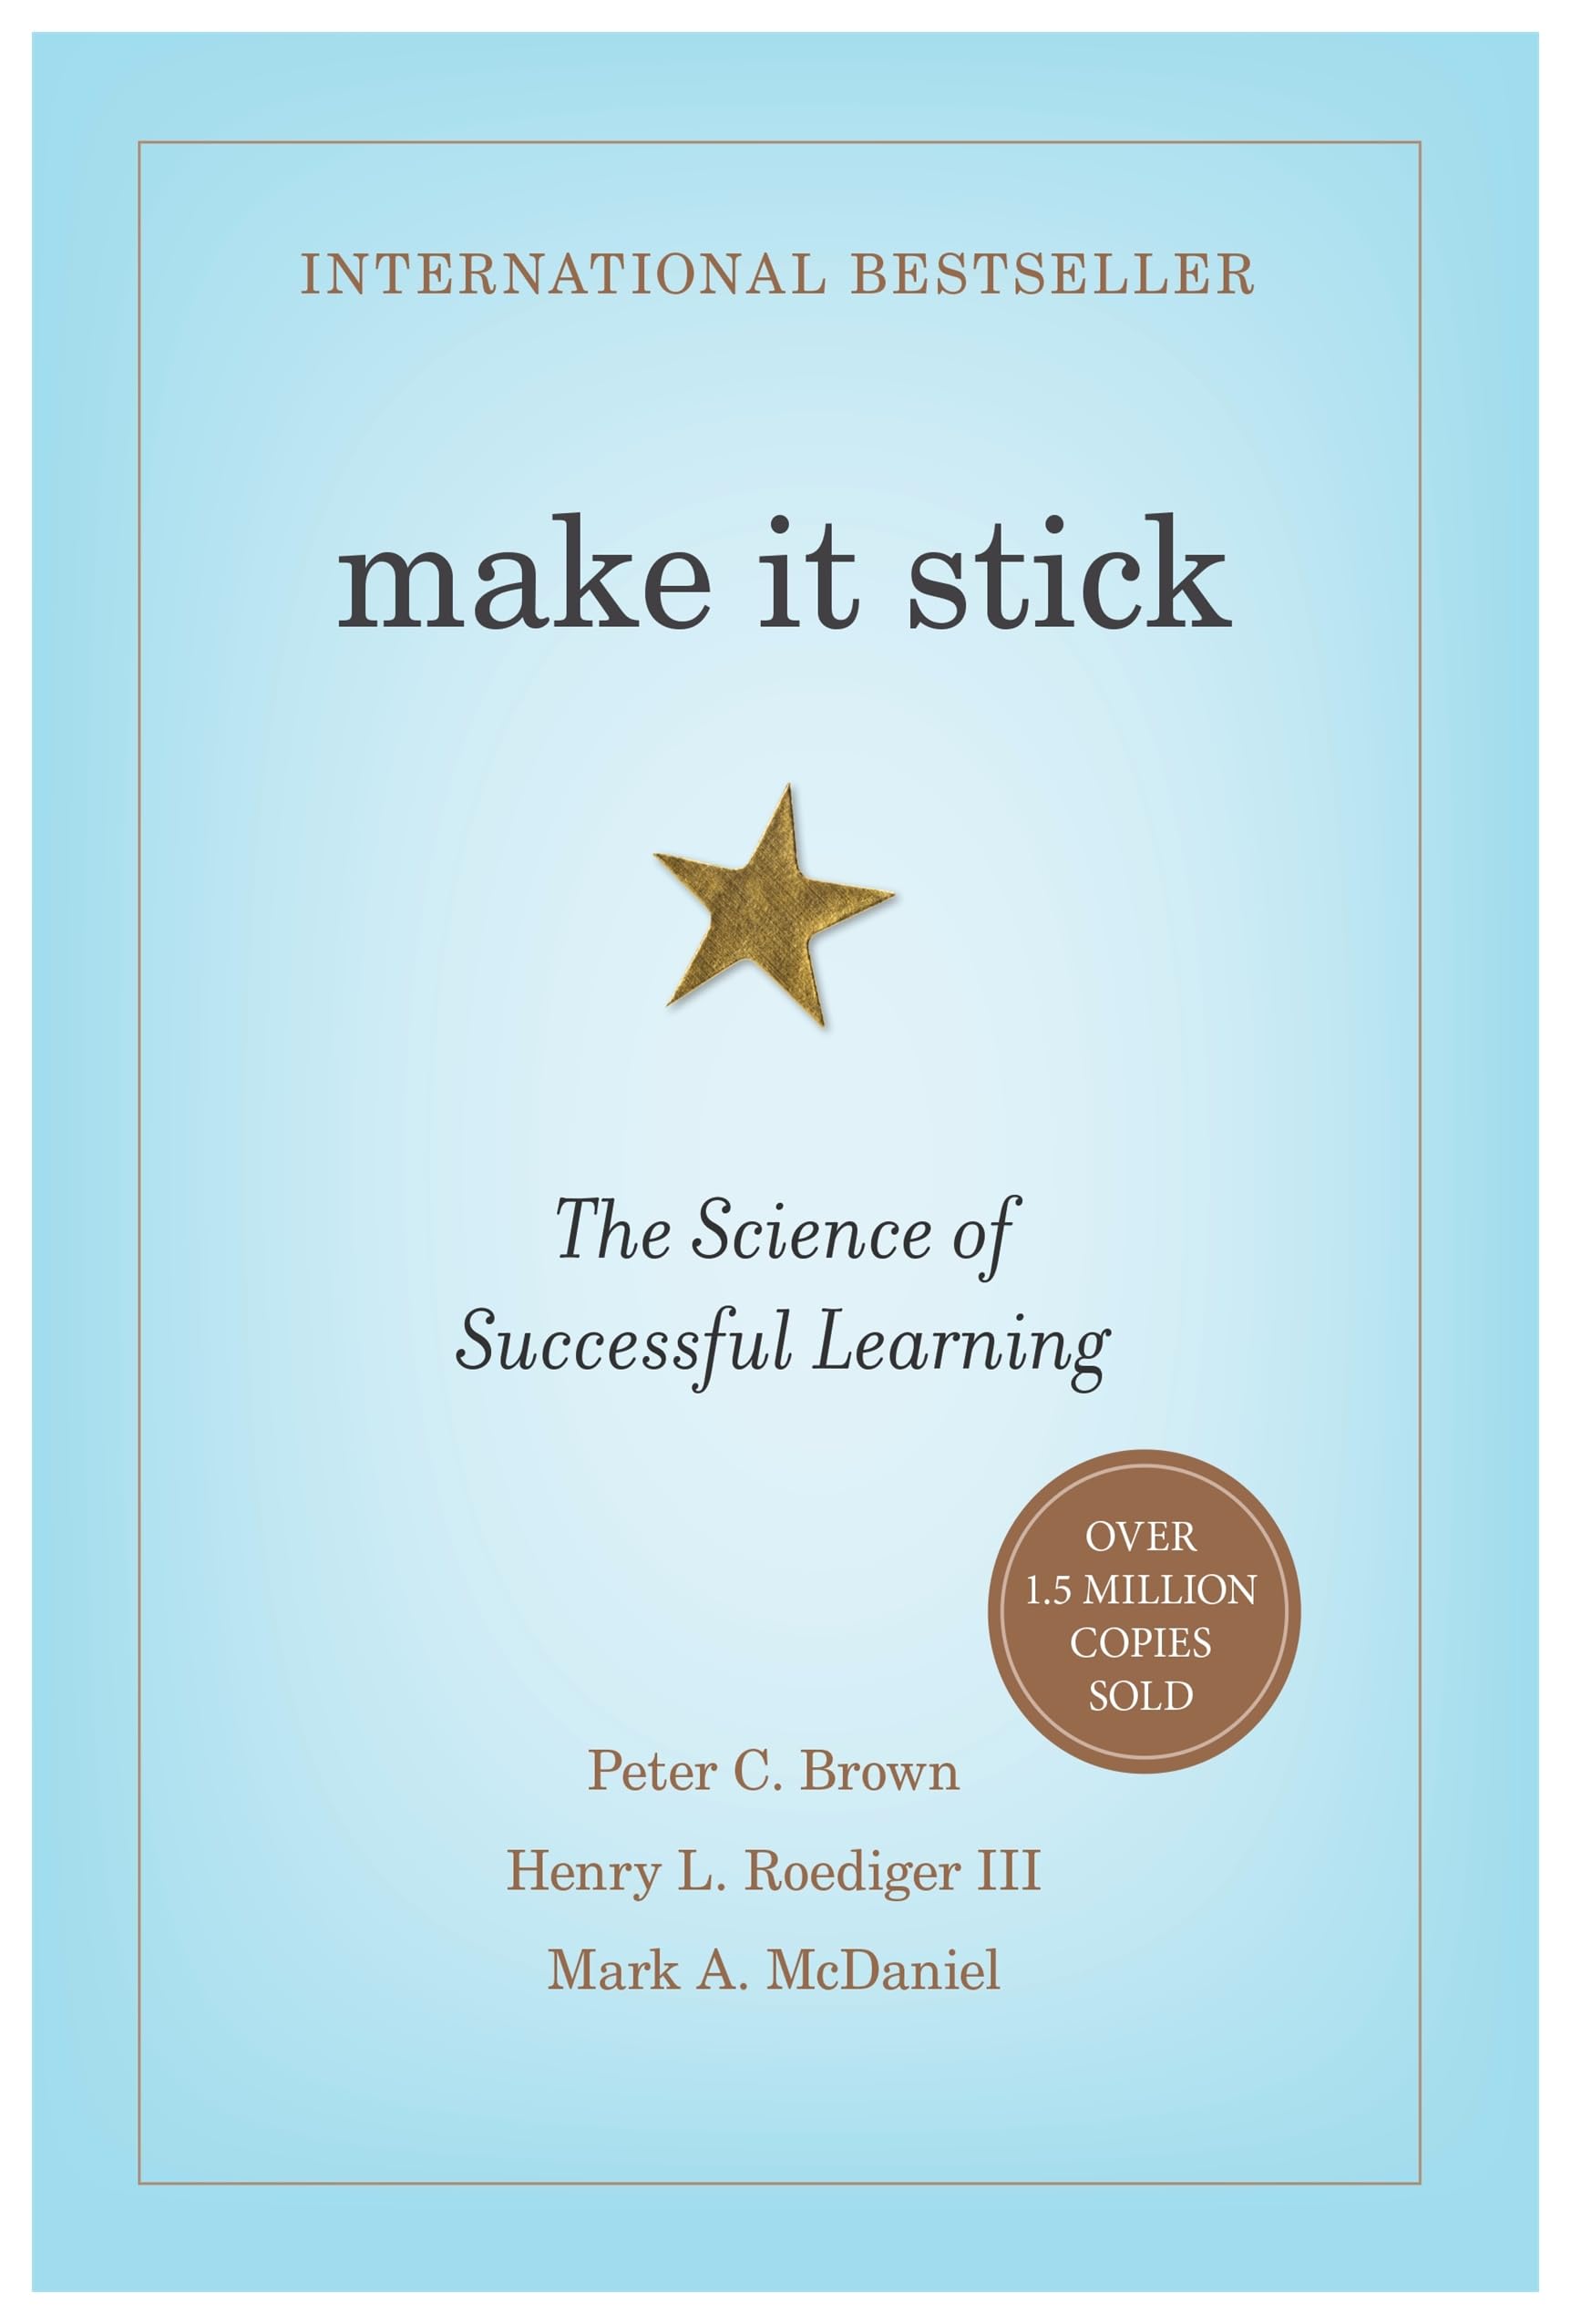 INTERNATIONAL BESTSELLER
make it stick
The Science of
Successful Learning
OVER
1.5 MILLION
COPIES
SOLD
Peter C. Brown
Henry L. Roediger III
Mark A. McDaniel